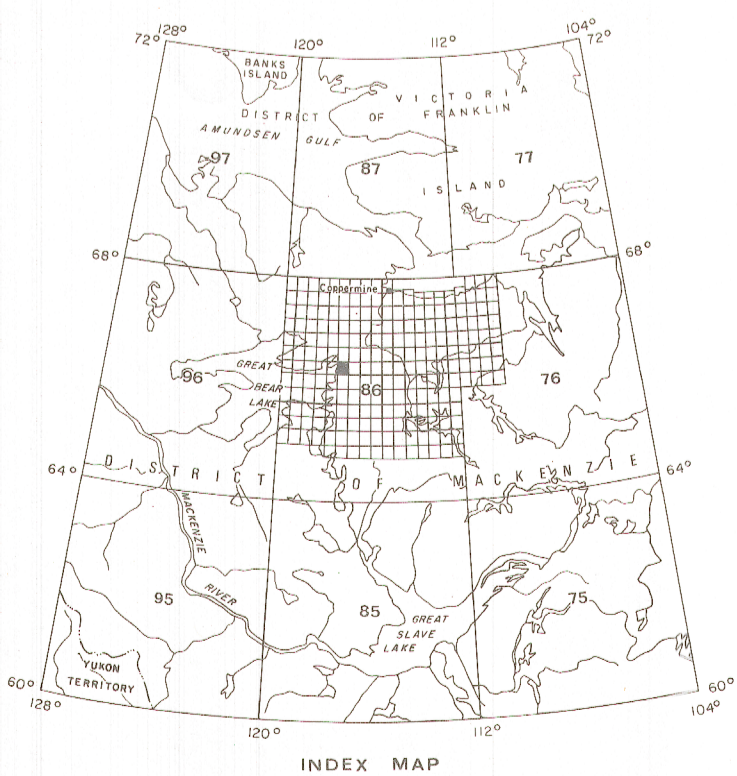 128°
104°
72°
120°
112°
72°
BANKS
ISLAND
VICTORIA
DISTRICT OF FRANKLIN
AMUNDSEN GULF
97
87
77
ISLAND
68°
68°
Coppermine
GREAT
96
86
76
BEAR
LAKE
DISTRICT OF MACKENZIE
64°
64°
MACKENZIE
RIVER
95
85
75
GREAT
SLAVE
LAKE
YUKON
TERRITORY
60°
60°
128°
104°
120°
112°
INDEX MAP